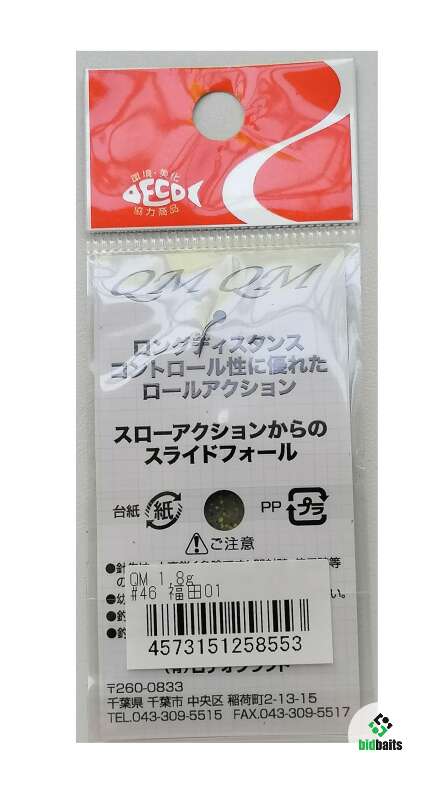 環境・美化
ECO
協力商品
QM QM
ロングディスタンス
コントロール性に優れた
ロールアクション
スローアクションからの
スライドフォール
台紙 紙 PP プラ
ご注意
QM 1,8g
#46 福田01
4573151258553
〒260-0833
千葉県 千葉市 中央区 稲荷町2-13-15
TEL.043-309-5515 FAX.043-309-5517
bidbaits